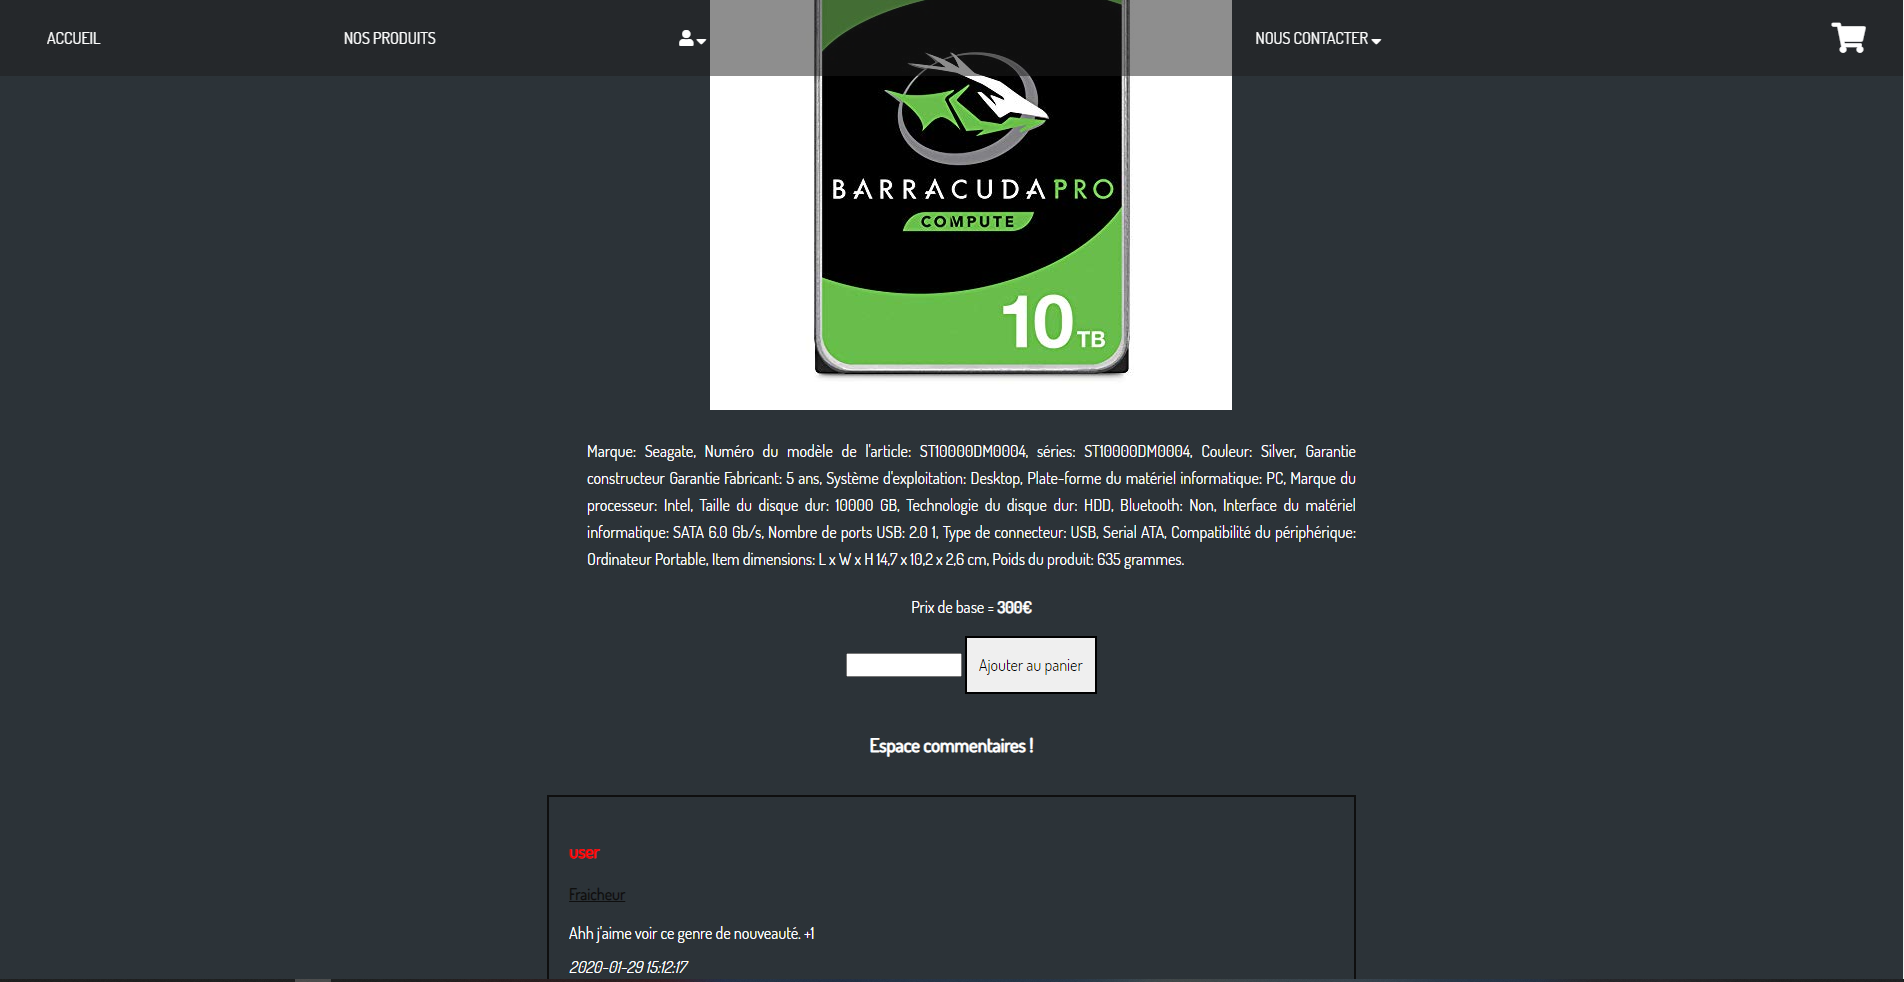 ACCUEIL
NOS PRODUITS
NOUS CONTACTER
BARRACUDAPRO
COMPUTE
10TB
Marque: Seagate, Numéro du modèle de l'article: ST10000DM0004, séries: ST10000DM0004, Couleur: Silver, Garantie
constructeur Garantie Fabricant: 5 ans, Système d'exploitation: Desktop, Plate-forme du matériel informatique: PC, Marque du
processeur: Intel, Taille du disque dur: 10000 GB, Technologie du disque dur: HDD, Bluetooth: Non, Interface du matériel
informatique: SATA 6.0 Gb/s, Nombre de ports USB: 2.0 1, Type de connecteur: USB, Serial ATA, Compatibilité du périphérique:
Ordinateur Portable, Item dimensions: L x W x H 14,7 x 10,2 x 2,6 cm, Poids du produit: 635 grammes.
Prix de base = 300€
Ajouter au panier
Espace commentaires !
user
Fraicheur
Ahh j'aime voir ce genre de nouveauté. +1
2020-01-29 15:12:17